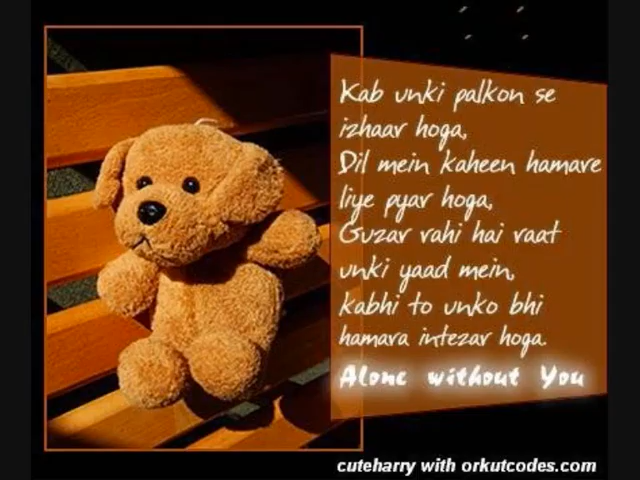 Kab unki palkon se
izhaar hoga,
Dil mein kaheen hamare
liye pyar hoga,
Guzar rahi hai raat
unki yaad mein,
kabhi to unko bhi
hamara intezar hoga.
Alone without You
cuteharry with orkutcodes.com